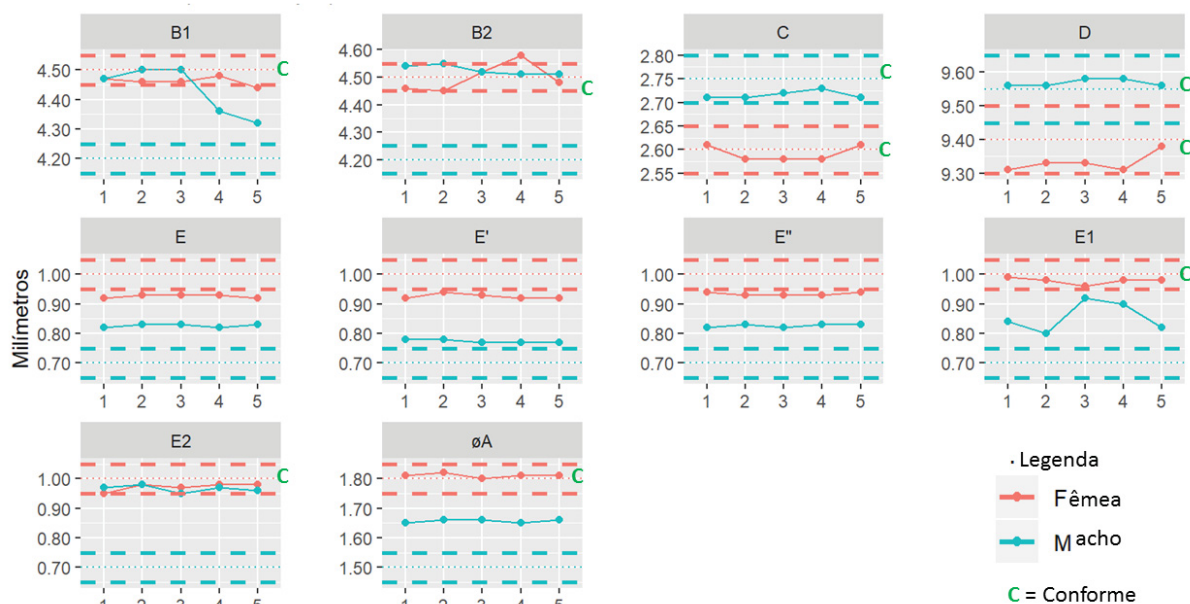 B1
B2
C
D
4.50
4.40
4.30
4.20
C
4.60
4.50
4.40
4.30
4.20
C
2.80
2.75
2.70
2.65
2.60
2.55
C
C
9.60
9.50
9.40
9.30
C
C
1 2 3 4 5
1 2 3 4 5
1 2 3 4 5
1 2 3 4 5
Milímetros
E
E'
E"
E1
1.00
0.90
0.80
0.70
1.00
0.90
0.80
0.70
1.00
0.90
0.80
0.70
1.00
0.90
0.80
0.70
C
1 2 3 4 5
1 2 3 4 5
1 2 3 4 5
1 2 3 4 5
E2
øA
1.00
0.90
0.80
0.70
C
1.80
1.70
1.60
1.50
C
. Legenda
Fêmea
Macho
C = Conforme